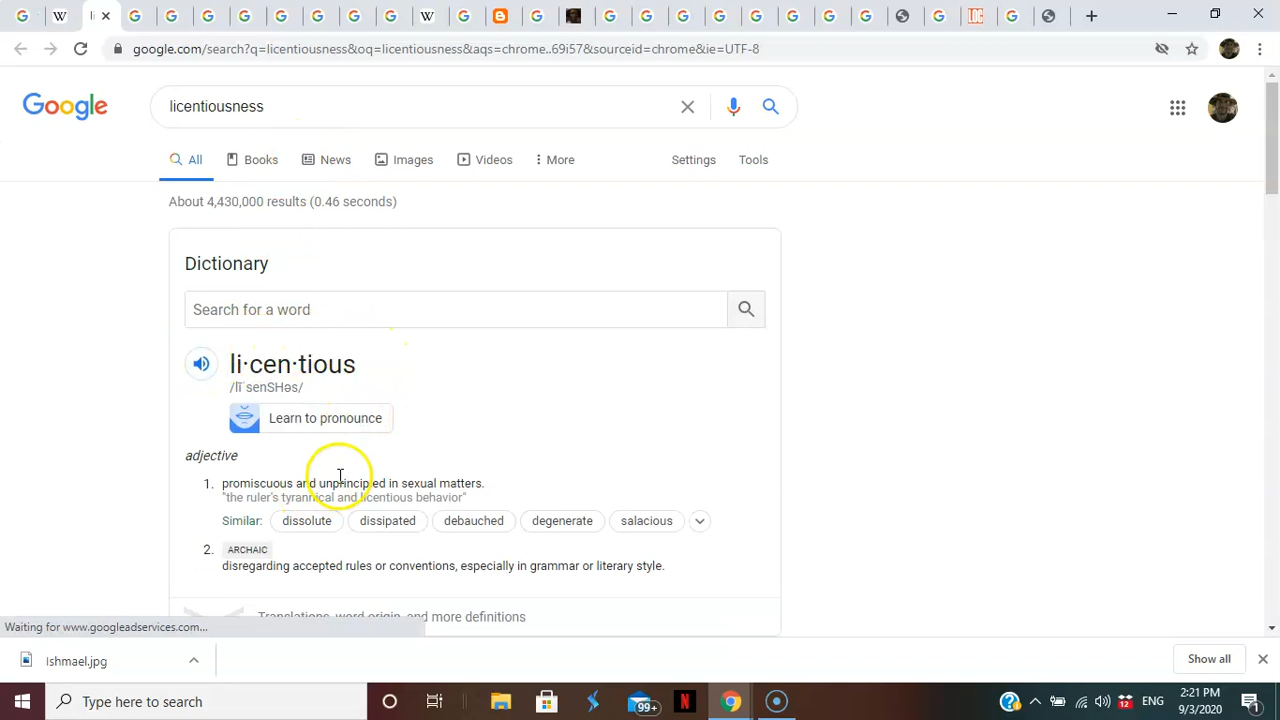 li
google.com/search?q=licentiousness&oq=licentiousness&aqs=chrome..69i57&sourceid=chrome&ie=UTF-8
Google
licentiousness
All Books News Images Videos More Settings Tools
About 4,430,000 results (0.46 seconds)
Dictionary
Search for a word
li·cen·tious
/līˈsenSHəs/
Learn to pronounce
adjective
1. promiscuous and unprincipled in sexual matters.
"the ruler's tyrannical and licentious behavior"
Similar: dissolute dissipated debauched degenerate salacious
2. ARCHAIC
disregarding accepted rules or conventions, especially in grammar or literary style.
Translations, word origin, and more definitions
Waiting for www.googleadservices.com...
Ishmael.jpg Show all
Type here to search 99+ N 12 ENG 2:21 PM
9/3/2020 1